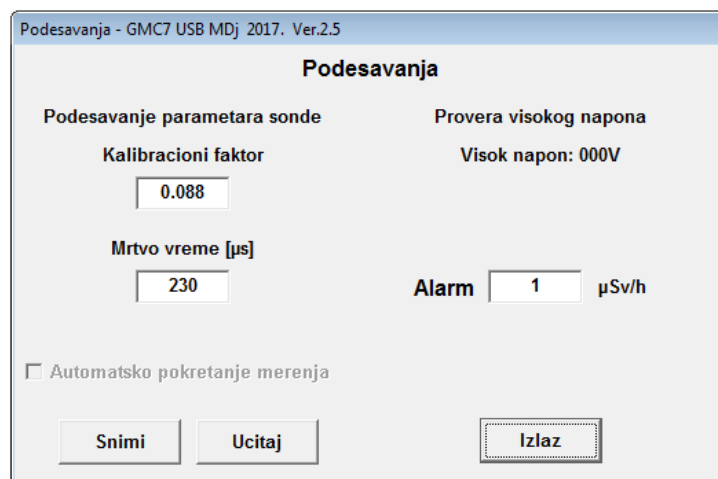 Podesavanja - GMC7 USB MDj 2017. Ver.2.5
Podesavanja
Podesavanje parametara sonde
Provera visokog napona
Kalibracioni faktor
Visok napon: 000V
0.088
Mrtvo vreme [µs]
230
Alarm 1 µSv/h
Automatsko pokretanje merenja
Snimi Ucitaj Izlaz